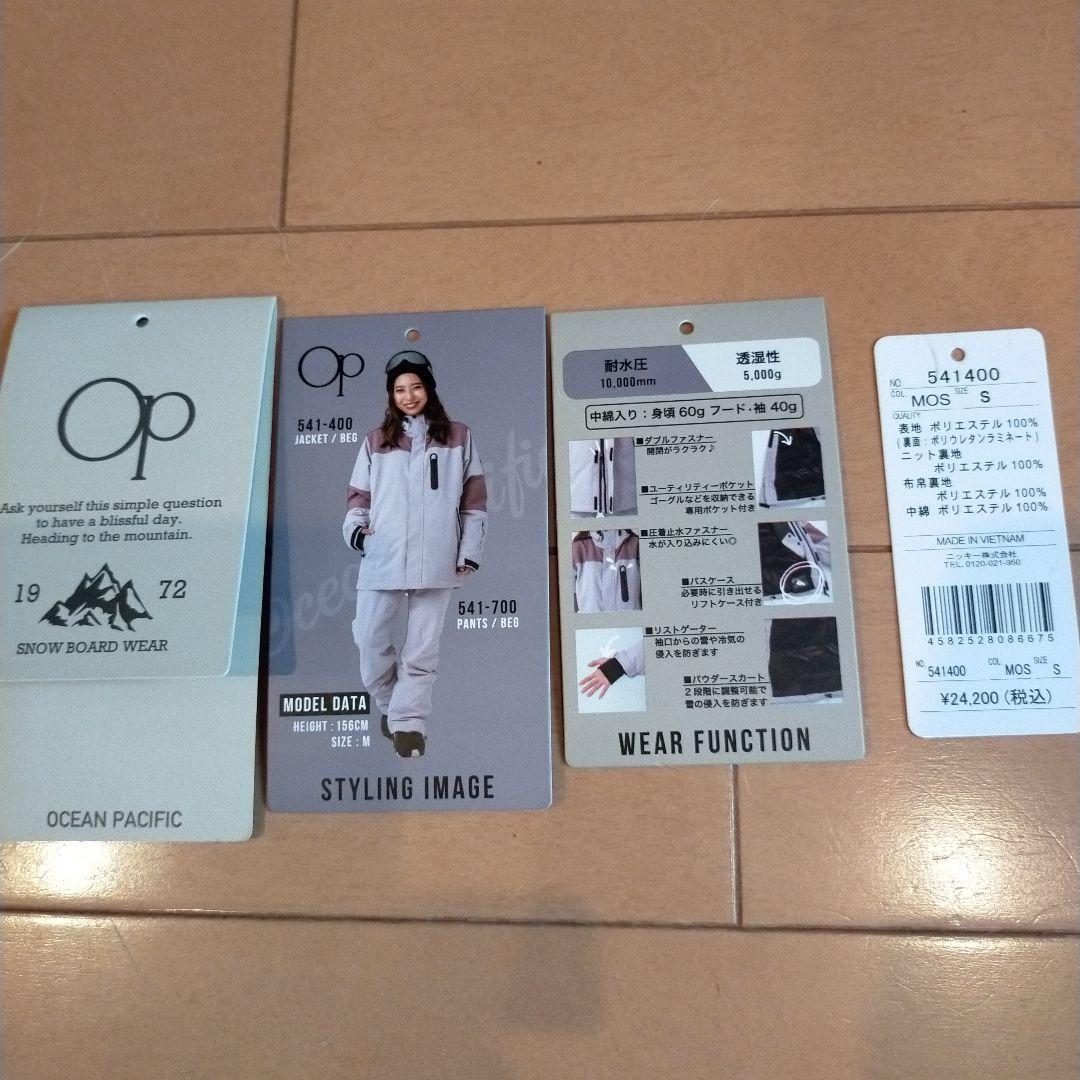 Op
Ask yourself this simple question
to have a blissful day.
Heading to the mountain.
19 72
SNOW BOARD WEAR
OCEAN PACIFIC
Op
541-400
JACKET / BEG
Ocean Pacific
541-700
PANTS / BEG
MODEL DATA
HEIGHT : 156CM
SIZE : M
STYLING IMAGE
耐水圧
10,000mm
透湿性
5,000g
中綿入り:身頃 60g フード・袖 40g
■ダブルファスナー
開閉がラクラク♪
■ユーティリティーポケット
ゴーグルなどを収納できる
専用ポケット付き
■圧着止水ファスナー
水が入り込みにくい◎
■パスケース
必要時に引き出せる
リフトケース付き
■リストゲーター
袖口からの雪や冷気の
侵入を防ぎます
■パウダースカート
2段階に調整可能で
雪の侵入を防ぎます
WEAR FUNCTION
NO. 541400
COL. MOS SIZE S
QUALITY
表地 ポリエステル 100%
(裏面:ポリウレタンラミネート)
ニット裏地
ポリエステル 100%
布帛裏地
ポリエステル 100%
中綿 ポリエステル 100%
MADE IN VIETNAM
ニッキー株式会社
TEL. 0120-021-950
4582528086675
NO. 541400 COL. MOS SIZE S
¥24,200(税込)